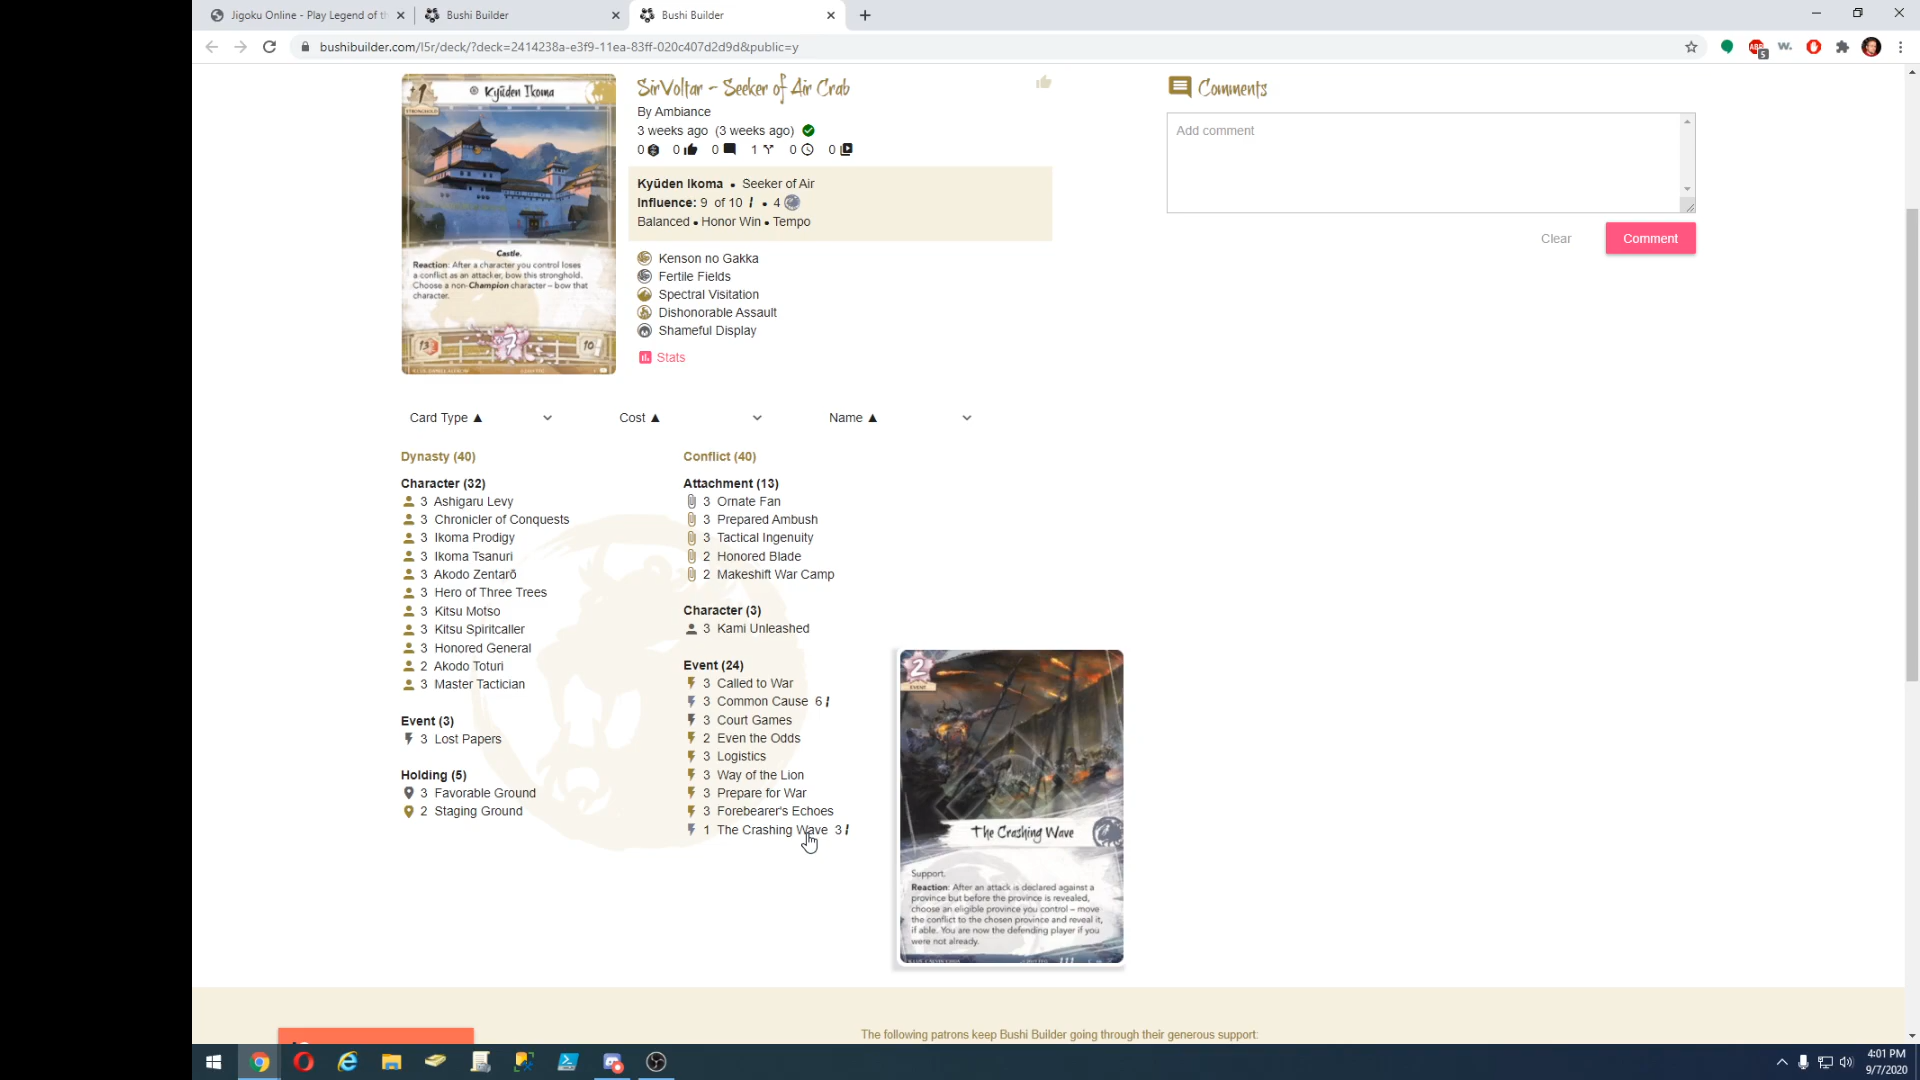 Jigoku Online - Play Legend of th
Bushi Builder
Bushi Builder
bushibuilder.com/l5r/deck/?deck=2414238a-e3f9-11ea-83ff-020c407d2d9d&public=y
1
STRONGHOLD
Kyūden Ikoma
Castle.
Reaction: After a character you control loses
a conflict as an attacker, bow this stronghold.
Choose a non-Champion character – bow that
character.
13
7
10
SirVoltar - Seeker of Air Crab
By Ambiance
3 weeks ago (3 weeks ago)
0 0 0 1 0 0
Kyūden Ikoma • Seeker of Air
Influence: 9 of 10 • 4
Balanced • Honor Win • Tempo
Kenson no Gakka
Fertile Fields
Spectral Visitation
Dishonorable Assault
Shameful Display
Stats
Comments
Add comment
Clear
Comment
Card Type ▲
Cost ▲
Name ▲
Dynasty (40)
Character (32)
3 Ashigaru Levy
3 Chronicler of Conquests
3 Ikoma Prodigy
3 Ikoma Tsanuri
3 Akodo Zentarō
3 Hero of Three Trees
3 Kitsu Motso
3 Kitsu Spiritcaller
3 Honored General
2 Akodo Toturi
3 Master Tactician
Event (3)
3 Lost Papers
Holding (5)
3 Favorable Ground
2 Staging Ground
Conflict (40)
Attachment (13)
3 Ornate Fan
3 Prepared Ambush
3 Tactical Ingenuity
2 Honored Blade
2 Makeshift War Camp
Character (3)
3 Kami Unleashed
Event (24)
3 Called to War
3 Common Cause 6
3 Court Games
2 Even the Odds
3 Logistics
3 Way of the Lion
3 Prepare for War
3 Forebearer's Echoes
1 The Crashing Wave 3
2
EVENT
The Crashing Wave
Support.
Reaction: After an attack is declared against a
province but before the province is revealed,
choose an eligible province you control – move
the conflict to the chosen province and reveal it,
if able. You are now the defending player if you
were not already.
The following patrons keep Bushi Builder going through their generous support:
4:01 PM
9/7/2020